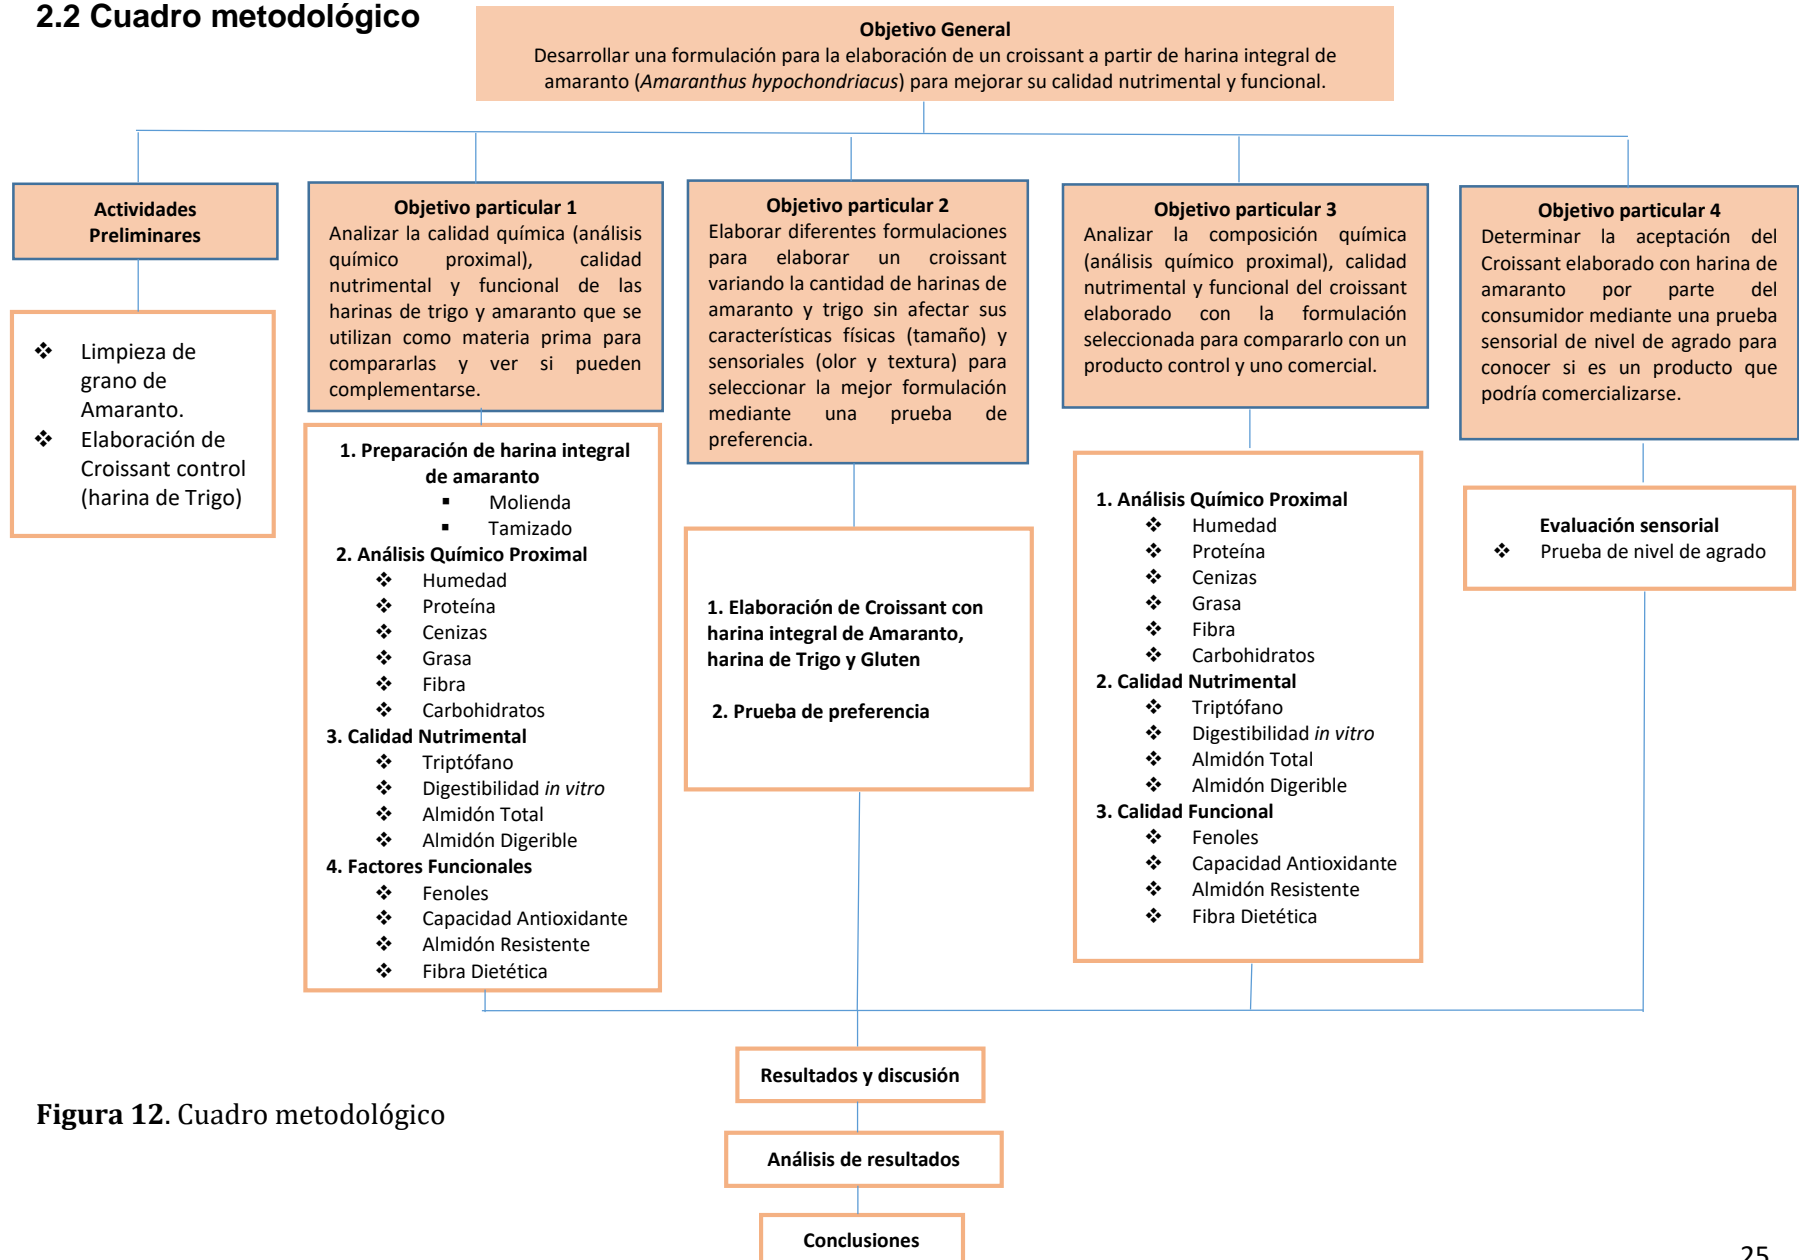 2.2 Cuadro metodológico
Objetivo General
Desarrollar una formulación para la elaboración de un croissant a partir de harina integral de
amaranto (Amaranthus hypochondriacus) para mejorar su calidad nutrimental y funcional.
Actividades
Preliminares
❖ Limpieza de
grano de
Amaranto.
❖ Elaboración de
Croissant control
(harina de Trigo)
Objetivo particular 1
Analizar la calidad química (análisis
químico proximal), calidad
nutrimental y funcional de las
harinas de trigo y amaranto que se
utilizan como materia prima para
compararlas y ver si pueden
complementarse.
1. Preparación de harina integral
de amaranto
▪ Molienda
▪ Tamizado
2. Análisis Químico Proximal
❖ Humedad
❖ Proteína
❖ Cenizas
❖ Grasa
❖ Fibra
❖ Carbohidratos
3. Calidad Nutrimental
❖ Triptófano
❖ Digestibilidad in vitro
❖ Almidón Total
❖ Almidón Digerible
4. Factores Funcionales
❖ Fenoles
❖ Capacidad Antioxidante
❖ Almidón Resistente
❖ Fibra Dietética
Objetivo particular 2
Elaborar diferentes formulaciones
para elaborar un croissant
variando la cantidad de harinas de
amaranto y trigo sin afectar sus
características físicas (tamaño) y
sensoriales (olor y textura) para
seleccionar la mejor formulación
mediante una prueba de
preferencia.
1. Elaboración de Croissant con
harina integral de Amaranto,
harina de Trigo y Gluten
2. Prueba de preferencia
Objetivo particular 3
Analizar la composición química
(análisis químico proximal), calidad
nutrimental y funcional del croissant
elaborado con la formulación
seleccionada para compararlo con un
producto control y uno comercial.
1. Análisis Químico Proximal
❖ Humedad
❖ Proteína
❖ Cenizas
❖ Grasa
❖ Fibra
❖ Carbohidratos
2. Calidad Nutrimental
❖ Triptófano
❖ Digestibilidad in vitro
❖ Almidón Total
❖ Almidón Digerible
3. Calidad Funcional
❖ Fenoles
❖ Capacidad Antioxidante
❖ Almidón Resistente
❖ Fibra Dietética
Objetivo particular 4
Determinar la aceptación del
Croissant elaborado con harina de
amaranto por parte del
consumidor mediante una prueba
sensorial de nivel de agrado para
conocer si es un producto que
podría comercializarse.
Evaluación sensorial
❖ Prueba de nivel de agrado
Resultados y discusión
Análisis de resultados
Conclusiones
Figura 12. Cuadro metodológico
25